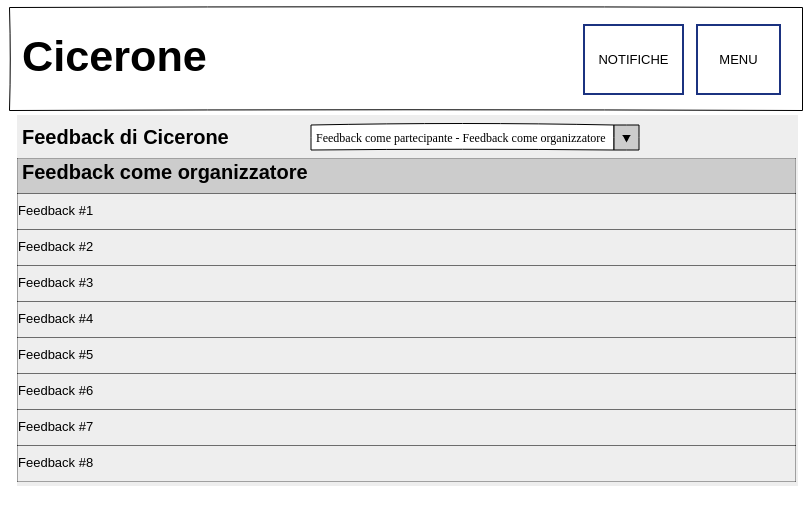 Cicerone
NOTIFICHE
MENU
Feedback di Cicerone
Feedback come partecipante - Feedback come organizzatore
Feedback come organizzatore
Feedback #1
Feedback #2
Feedback #3
Feedback #4
Feedback #5
Feedback #6
Feedback #7
Feedback #8